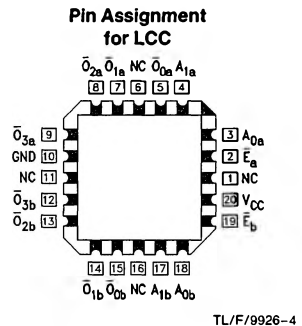 Pin Assignment
for LCC
Ō2a Ō1a NC Ō0a A1a
8 7 6 5 4
Ō3a 9
GND 10
NC 11
Ō3b 12
Ō2b 13
3 A0a
2 Ēa
1 NC
20 VCC
19 Ēb
14 15 16 17 18
Ō1b Ō0b NC A1b A0b
TL/F/9926-4